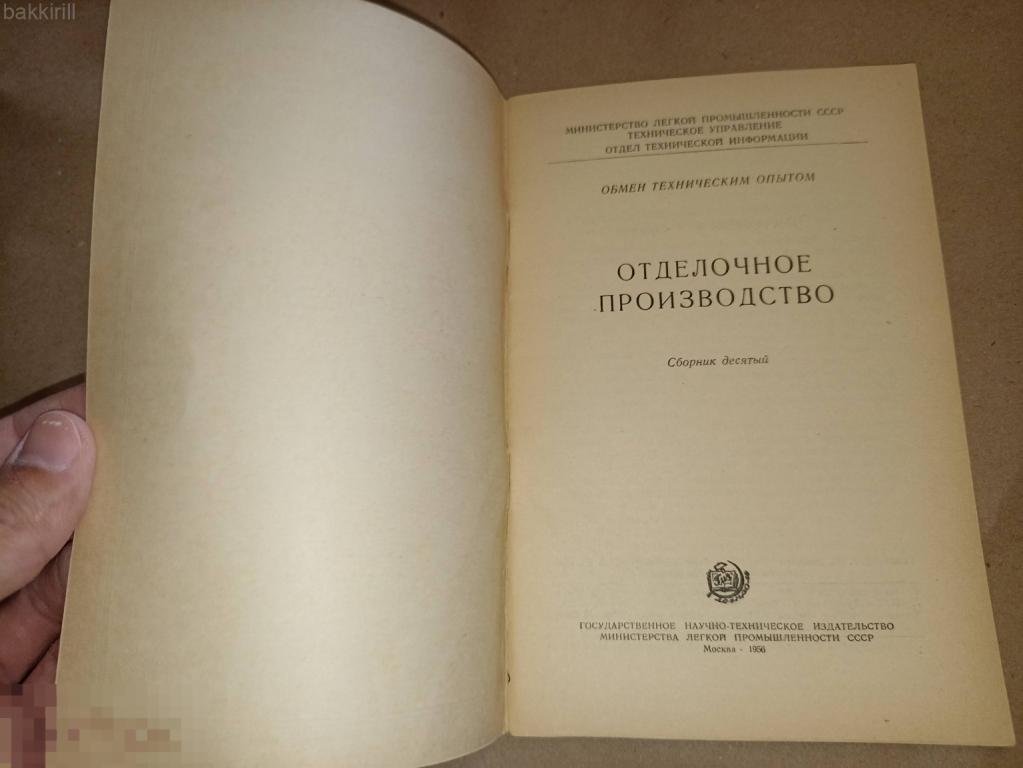 bakkirill
МИНИСТЕРСТВО ЛЕГКОЙ ПРОМЫШЛЕННОСТИ СССР
ТЕХНИЧЕСКОЕ УПРАВЛЕНИЕ
ОТДЕЛ ТЕХНИЧЕСКОЙ ИНФОРМАЦИИ
ОБМЕН ТЕХНИЧЕСКИМ ОПЫТОМ
ОТДЕЛОЧНОЕ
ПРОИЗВОДСТВО
Сборник десятый
ГОСУДАРСТВЕННОЕ НАУЧНО-ТЕХНИЧЕСКОЕ ИЗДАТЕЛЬСТВО
МИНИСТЕРСТВА ЛЕГКОЙ ПРОМЫШЛЕННОСТИ СССР
Москва - 1956